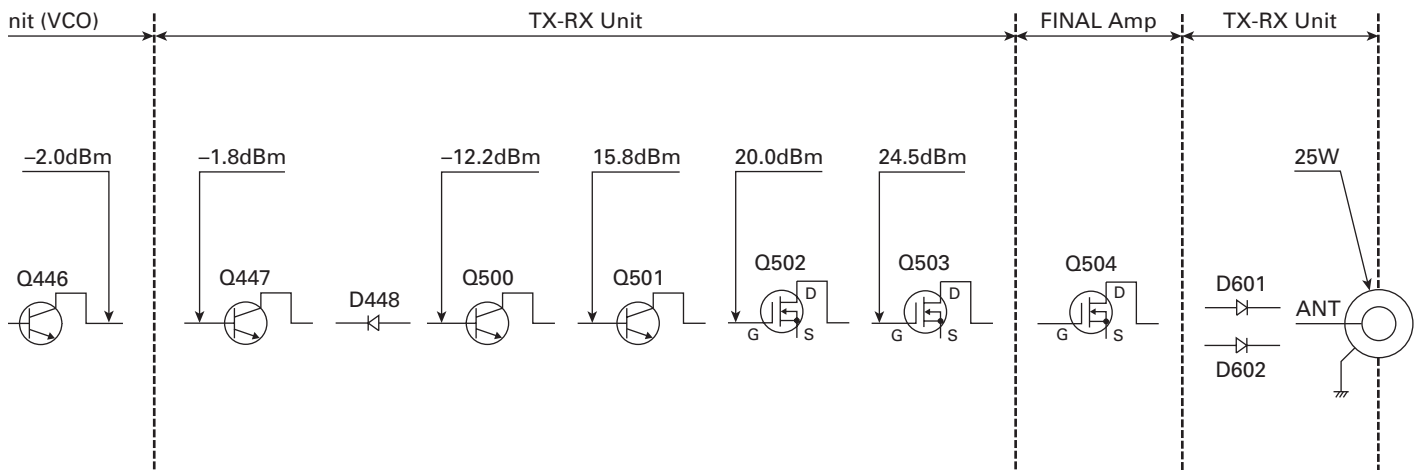 nit (VCO)
TX-RX Unit
FINAL Amp
TX-RX Unit
–2.0dBm
–1.8dBm
–12.2dBm
15.8dBm
20.0dBm
24.5dBm
25W
Q446
Q447
D448
Q500
Q501
Q502
Q503
Q504
D601
D
D
D
ANT
G
S
G
S
G
S
D602